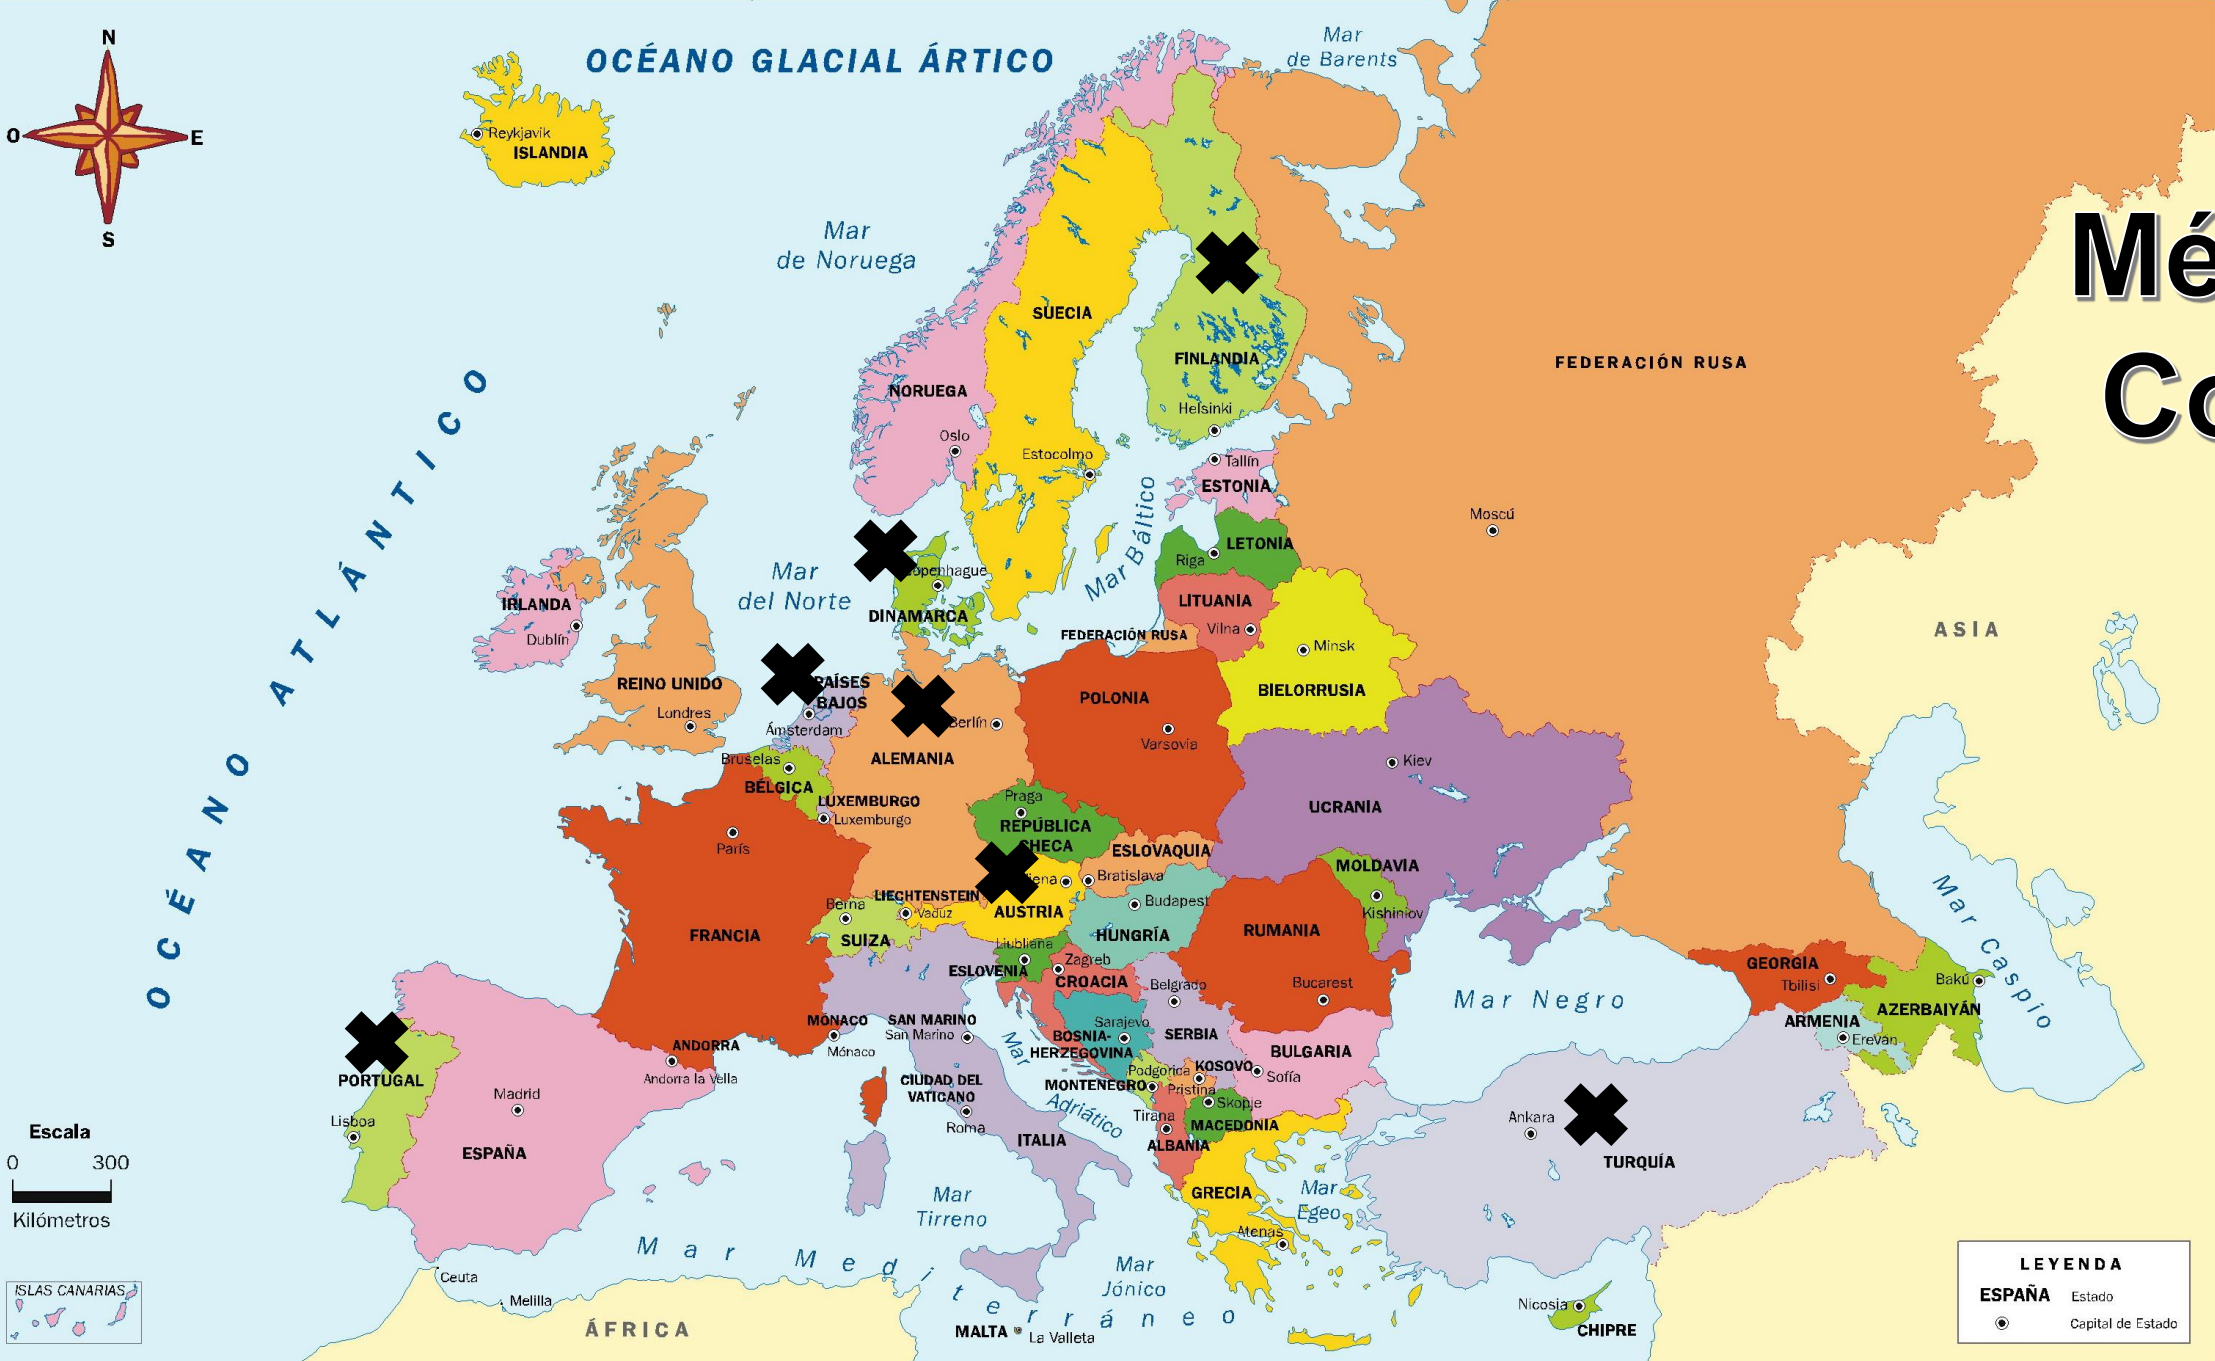 N
O
E
S
OCÉANO GLACIAL ÁRTICO
Mar
de Barents
Reykjavik
ISLANDIA
Mar
de Noruega
Mé
Co
SUECIA
FINLANDIA
Helsinki
NORUEGA
Oslo
Estocolmo
FEDERACIÓN RUSA
Tallín
ESTONIA
Moscú
OCÉANO ATLÁNTICO
Mar Báltico
Riga
LETONIA
Mar
del Norte
openhague
DINAMARCA
IRLANDA
Dublín
LITUANIA
Vilna
FEDERACIÓN RUSA
Minsk
BIELORRUSIA
ASIA
REINO UNIDO
Londres
PAÍSES
BAJOS
Ámsterdam
Berlín
ALEMANIA
POLONIA
Varsovia
Bruselas
BÉLGICA
LUXEMBURGO
Luxemburgo
Kiev
UCRANIA
Praga
REPÚBLICA
CHECA
ESLOVAQUIA
Bratislava
París
FRANCIA
MOLDAVIA
Kishiniov
iena
AUSTRIA
LIECHTENSTEIN
Vaduz
Berna
SUIZA
Budapest
HUNGRÍA
RUMANIA
Bucarest
Liubliana
ESLOVENIA
Zagreb
CROACIA
Belgrado
SERBIA
Mar Negro
Mar Caspio
GEORGIA
Tbilisi
Bakú
AZERBAIYÁN
ARMENIA
Erevan
MÓNACO
Mónaco
SAN MARINO
San Marino
Sarajevo
BOSNIA-
HERZEGOVINA
BULGARIA
Sofía
KOSOVO
Pristina
Podgorica
MONTENEGRO
Skopje
MACEDONIA
Tirana
ALBANIA
Mar
Adriático
ANDORRA
Andorra la Vella
CIUDAD DEL
VATICANO
Roma
ITALIA
PORTUGAL
Lisboa
Madrid
ESPAÑA
Ankara
TURQUÍA
Escala
0 300
Kilómetros
GRECIA
Atenas
Mar
Egeo
Mar
Tirreno
Mar
Jónico
Mar Mediterráneo
ISLAS CANARIAS
Ceuta
Melilla
ÁFRICA
MALTA
La Valleta
Nicosia
CHIPRE
LEYENDA
ESPAÑA Estado
Capital de Estado